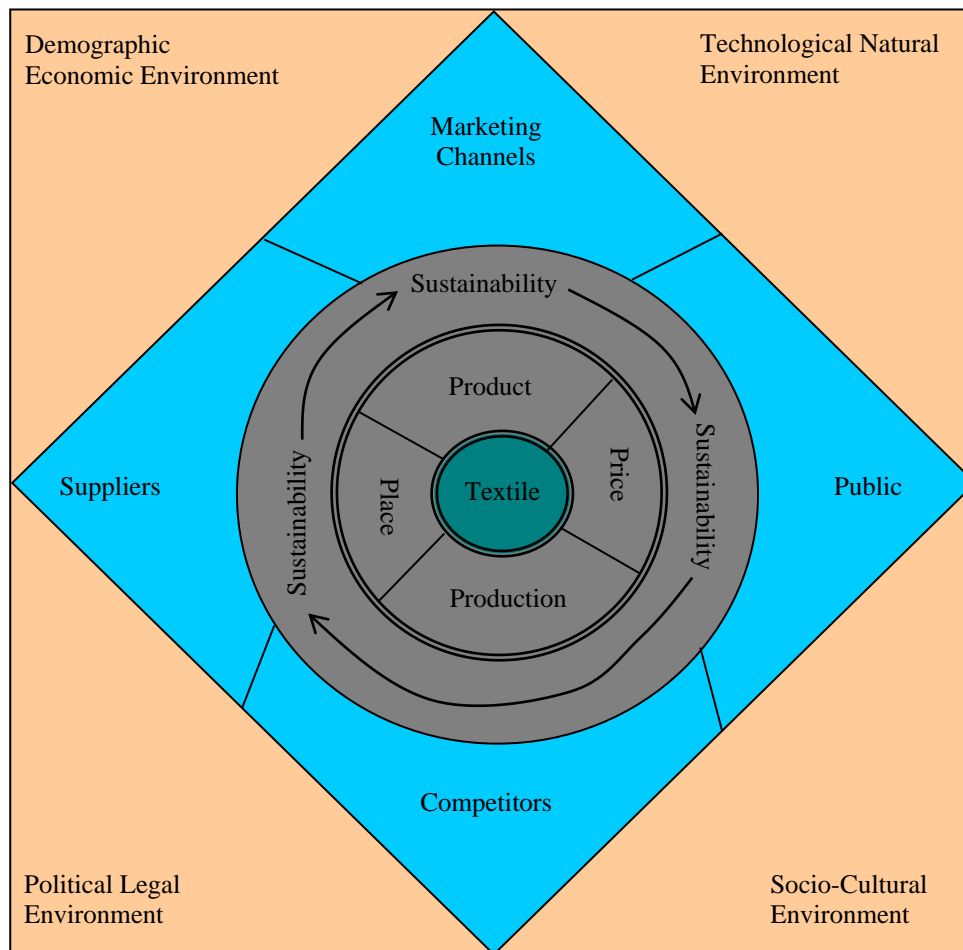 Demographic
Economic Environment
Technological Natural
Environment
Marketing
Channels
Sustainability
Product
Suppliers
Sustainability
Place
Textile
Price
Sustainability
Public
Production
Competitors
Political Legal
Environment
Socio-Cultural
Environment